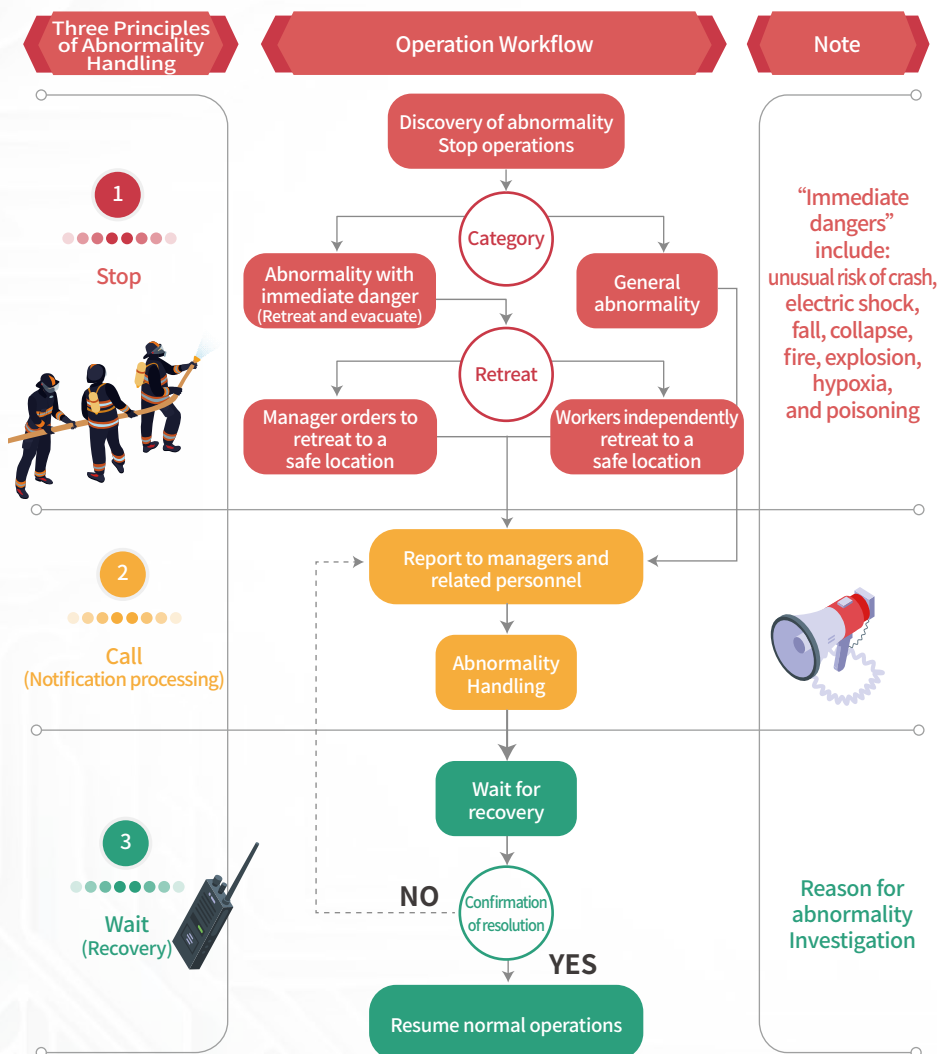 Three Principles
of Abnormality
Handling
Operation Workflow
Note
Discovery of abnormality
Stop operations
1
Stop
Category
Abnormality with
immediate danger
(Retreat and evacuate)
General
abnormality
Retreat
Manager orders to
retreat to a
safe location
Workers independently
retreat to a
safe location
“Immediate
dangers”
include:
unusual risk of crash,
electric shock,
fall, collapse,
fire, explosion,
hypoxia,
and poisoning
2
Call
(Notification processing)
Report to managers and
related personnel
Abnormality
Handling
3
Wait
(Recovery)
Wait for
recovery
NO
Confirmation
of resolution
YES
Resume normal operations
Reason for
abnormality
Investigation